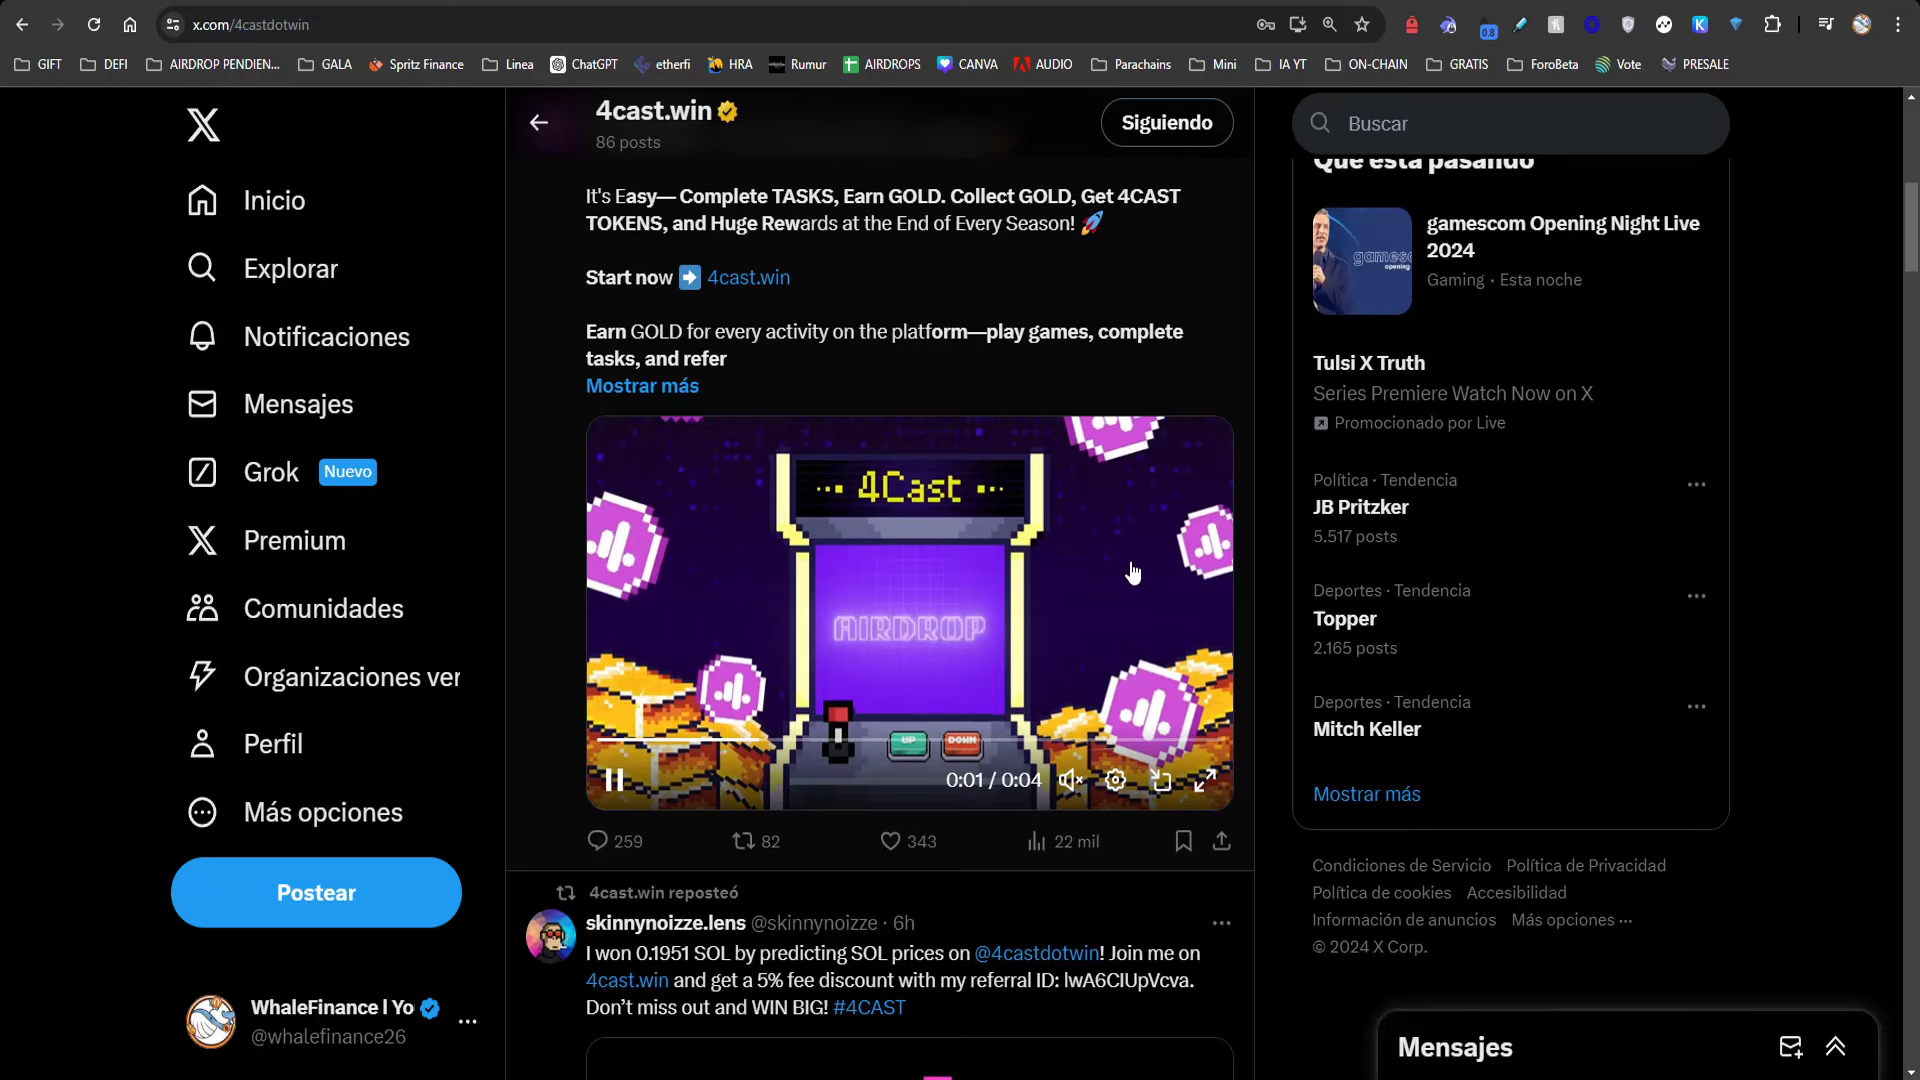 x.com/4castdotwin
0.8
GIFT
DEFI
AIRDROP PENDIEN...
GALA
Spritz Finance
Linea
ChatGPT
etherfi
HRA
Rumur
AIRDROPS
CANVA
AUDIO
Parachains
Mini
IA YT
ON-CHAIN
GRATIS
ForoBeta
Vote
PRESALE
Inicio
Explorar
Notificaciones
Mensajes
Grok Nuevo
Premium
Comunidades
Organizaciones ver
Perfil
Más opciones
Postear
WhaleFinance l Yo
@whalefinance26
4cast.win
86 posts
Siguiendo
It's Easy— Complete TASKS, Earn GOLD. Collect GOLD, Get 4CAST
TOKENS, and Huge Rewards at the End of Every Season! 🚀
Start now ➡️ 4cast.win
Earn GOLD for every activity on the platform—play games, complete
tasks, and refer
Mostrar más
4Cast
AIRDROP
UP DOWN
0:01 / 0:04
259 82 343 22 mil
4cast.win reposteó
skinnynoizze.lens @skinnynoizze · 6h
I won 0.1951 SOL by predicting SOL prices on @4castdotwin! Join me on
4cast.win and get a 5% fee discount with my referral ID: lwA6CIUpVcva.
Don’t miss out and WIN BIG! #4CAST
Buscar
Qué está pasando
gamescom Opening Night Live
2024
Gaming · Esta noche
Tulsi X Truth
Series Premiere Watch Now on X
Promocionado por Live
Política · Tendencia
JB Pritzker
5.517 posts
Deportes · Tendencia
Topper
2.165 posts
Deportes · Tendencia
Mitch Keller
Mostrar más
Condiciones de Servicio Política de Privacidad
Política de cookies Accesibilidad
Información de anuncios Más opciones ···
© 2024 X Corp.
Mensajes